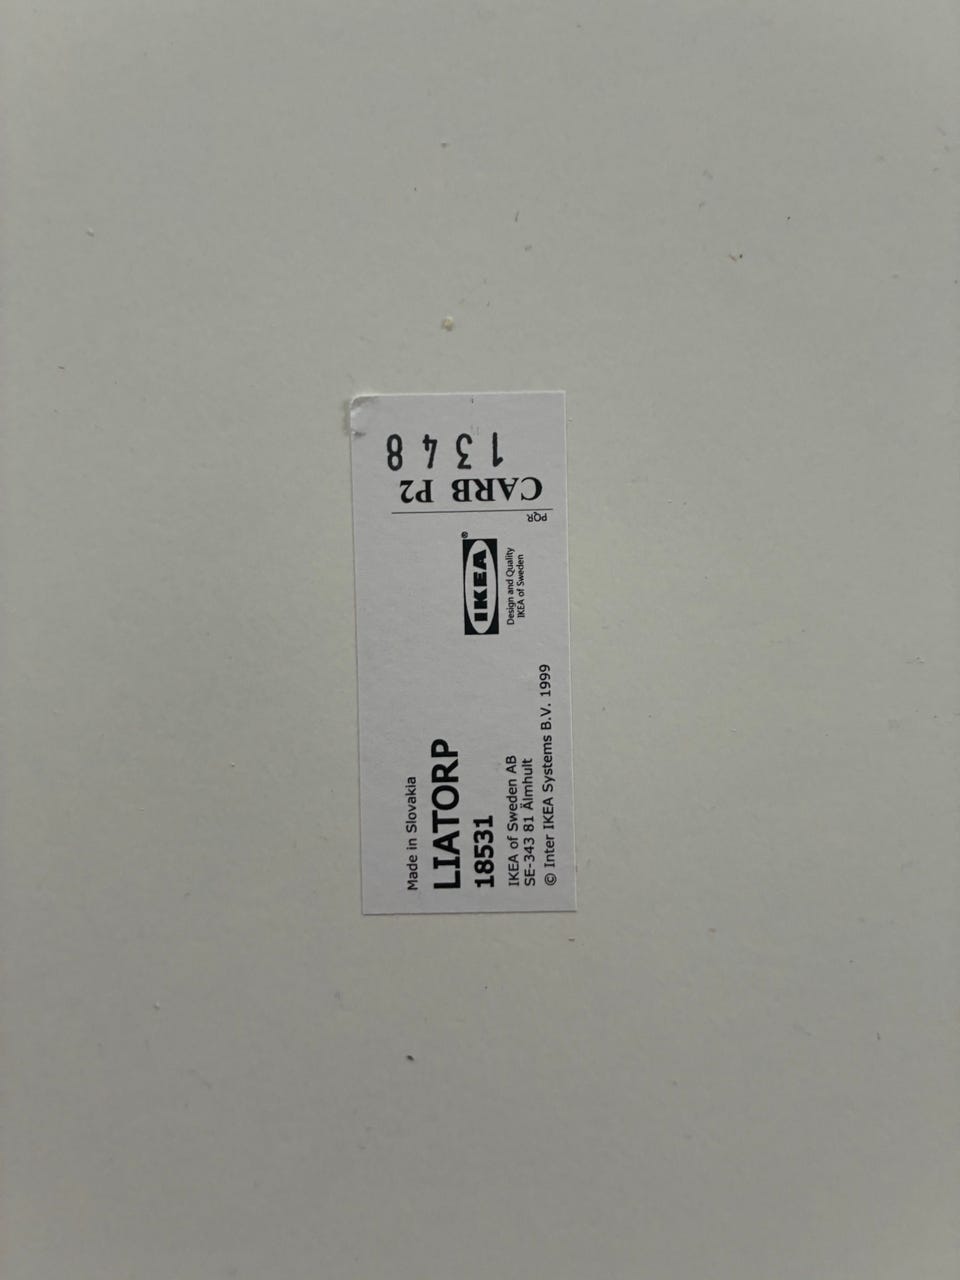 Made in Slovakia
LIATORP
18531
IKEA of Sweden AB
SE-343 81 Älmhult
© Inter IKEA Systems B.V. 1999
IKEA®
Design and Quality
IKEA of Sweden
PQR
CARB P2
1348